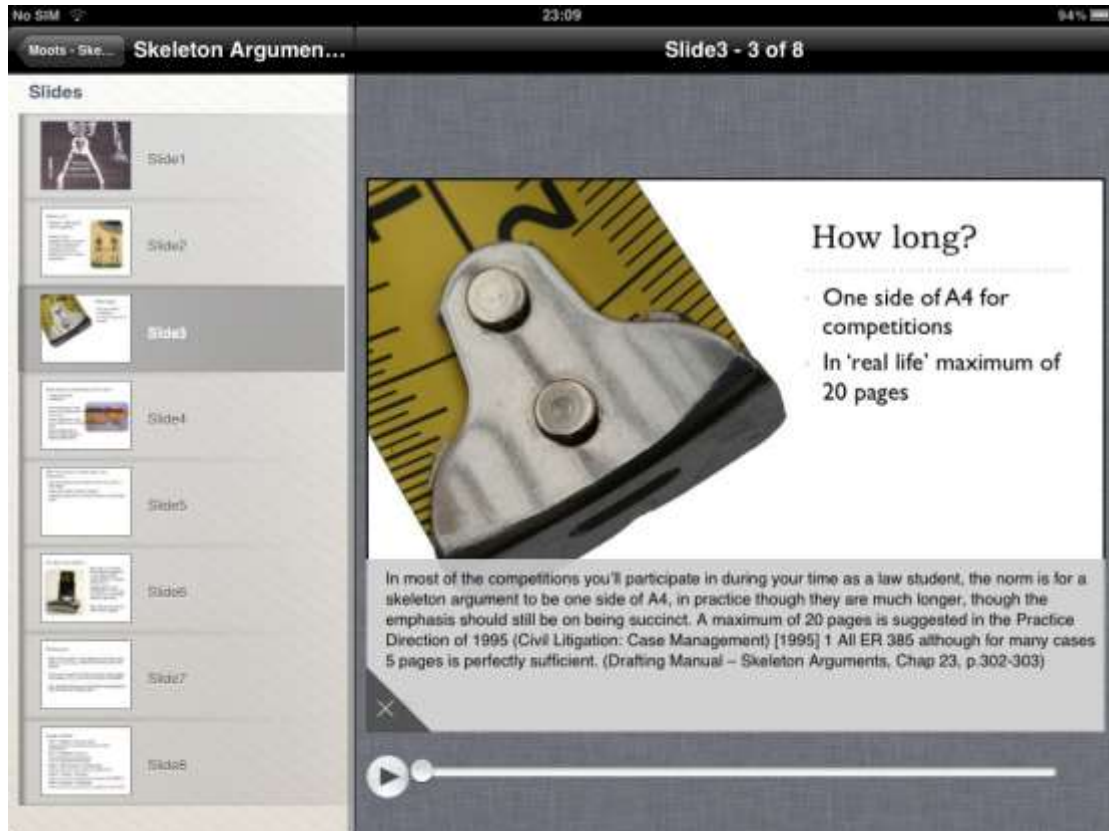 No SIM
23:09
94%
Moots - Ske...
Skeleton Argumen...
Slide3 - 3 of 8
Slides
Slide1
Slide2
Slide3
Slide4
Slide5
Slide6
Slide7
Slide8
2
How long?
One side of A4 for
competitions
In 'real life' maximum of
20 pages
In most of the competitions you'll participate in during your time as a law student, the norm is for a
skeleton argument to be one side of A4, in practice though they are much longer, though the
emphasis should still be on being succinct. A maximum of 20 pages is suggested in the Practice
Direction of 1995 (Civil Litigation: Case Management) [1995] 1 All ER 385 although for many cases
5 pages is perfectly sufficient. (Drafting Manual – Skeleton Arguments, Chap 23, p.302-303)